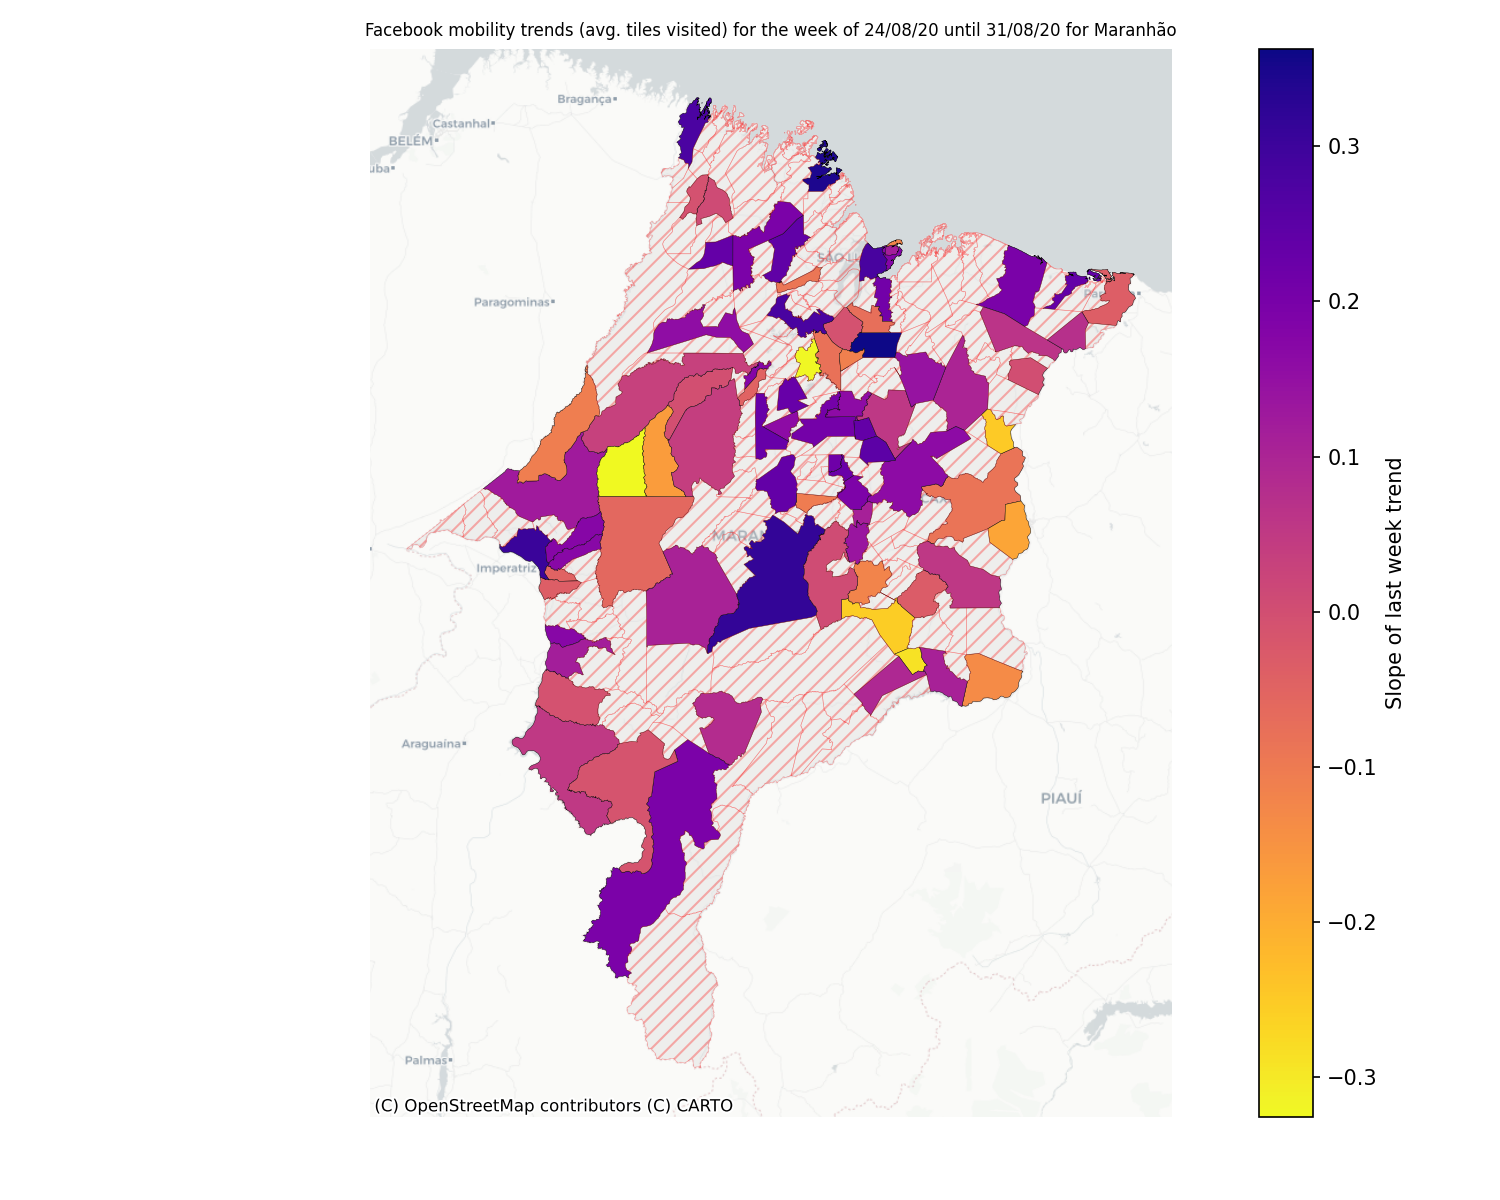 Facebook mobility trends (avg. tiles visited) for the week of 24/08/20 until 31/08/20 for Maranhão
Bragança
Castanhal
BELÉM
uba
SÃO L
Pa
Paragominas
MARA
Imperatriz
Araguaína
PIAUÍ
Palmas
(C) OpenStreetMap contributors (C) CARTO
0.3
0.2
0.1
0.0
−0.1
−0.2
−0.3
Slope of last week trend